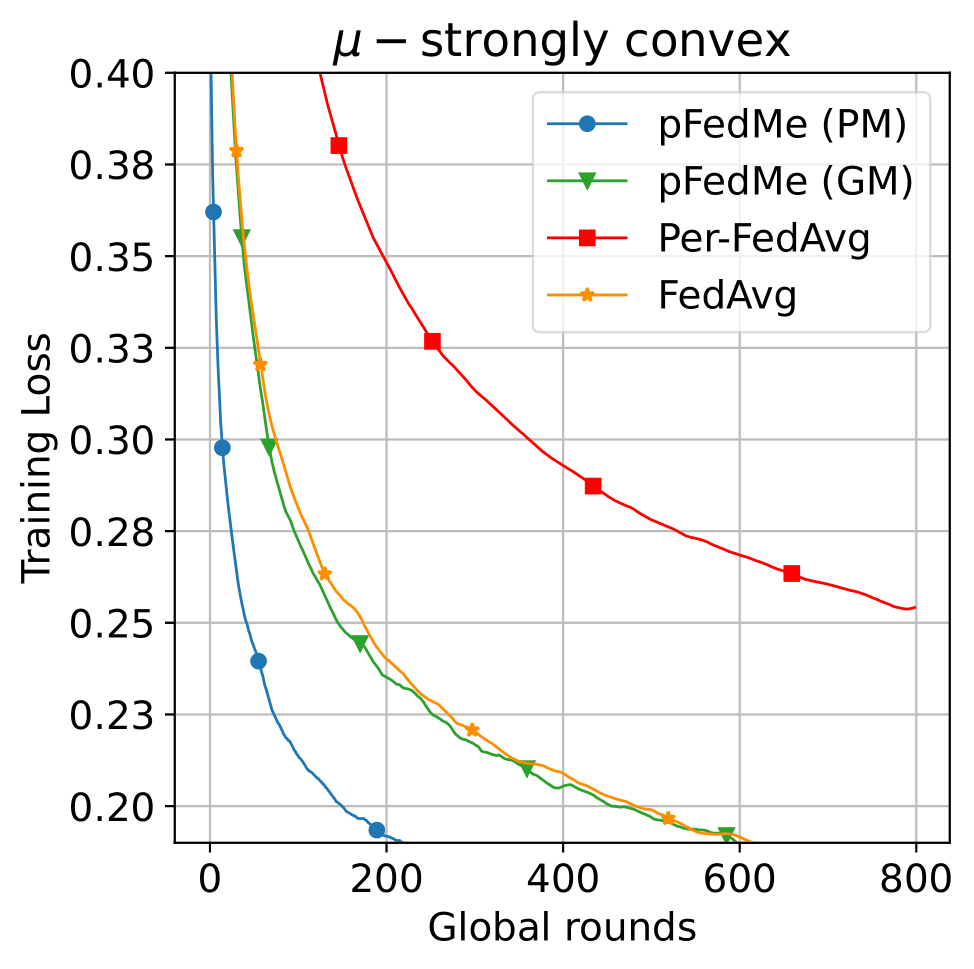 μ − strongly convex
0.40
0.38
0.35
0.33
0.30
0.28
0.25
0.23
0.20
Training Loss
pFedMe (PM)
pFedMe (GM)
Per-FedAvg
FedAvg
0 200 400 600 800
Global rounds